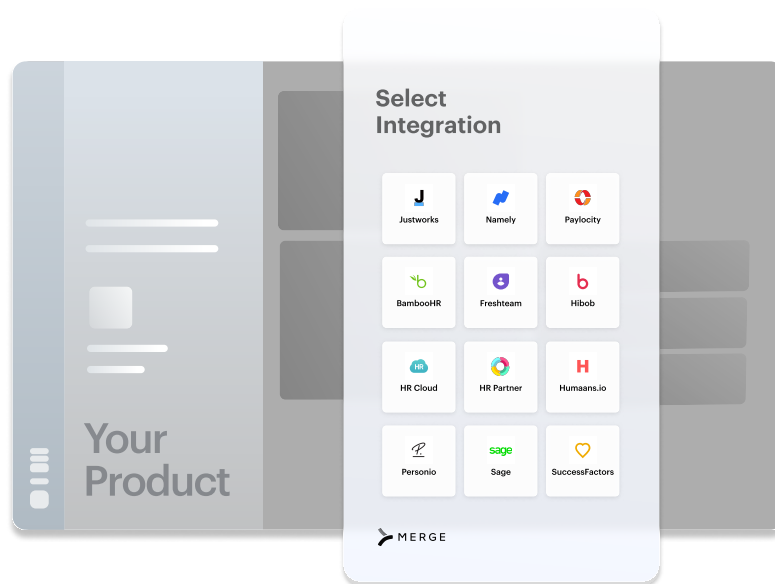 Select
Integration
Justworks
Namely
Paylocity
BambooHR
Freshteam
Hibob
HR
HR Cloud
HR Partner
Humaans.io
Personio
sage
Sage
SuccessFactors
Your
Product
MERGE